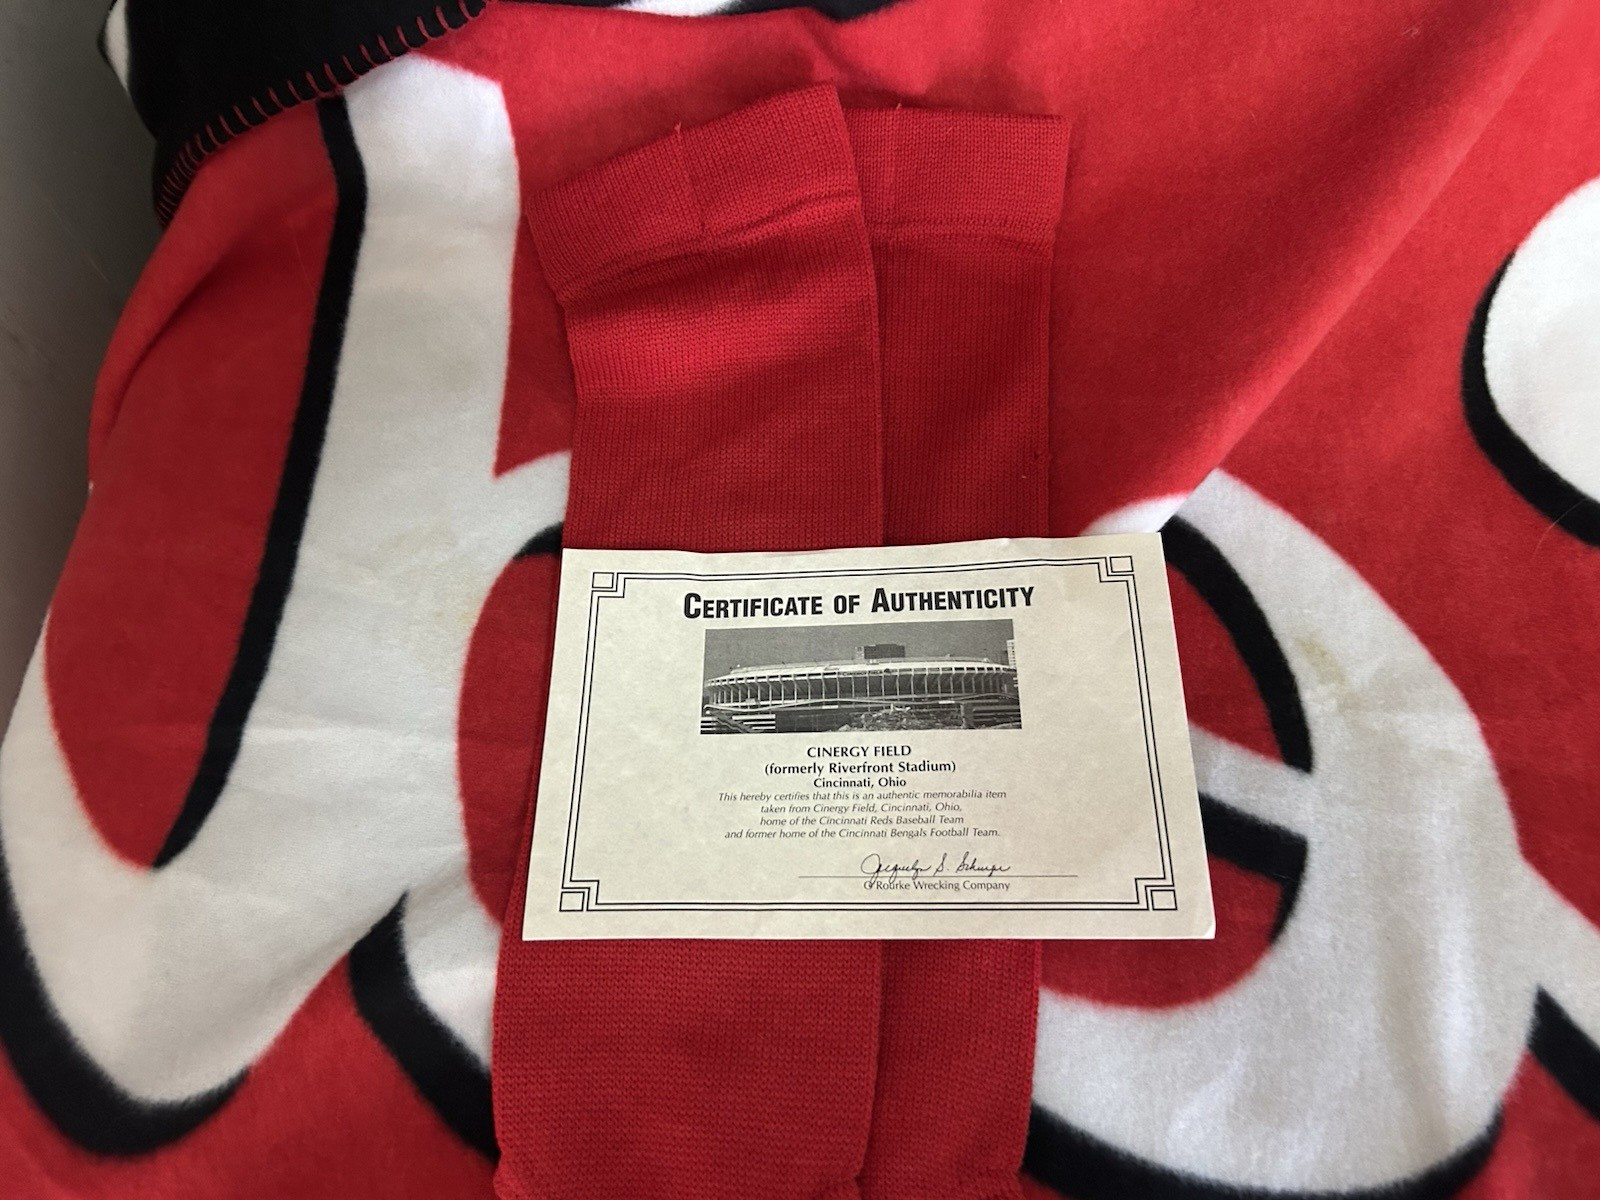 CERTIFICATE OF AUTHENTICITY
CINERGY FIELD
(formerly Riverfront Stadium)
Cincinnati, Ohio
This hereby certifies that this is an authentic memorabilia item
taken from Cinergy Field, Cincinnati, Ohio,
home of the Cincinnati Reds Baseball Team
and former home of the Cincinnati Bengals Football Team.
Jacquelyn S.
O'Rourke Wrecking Company